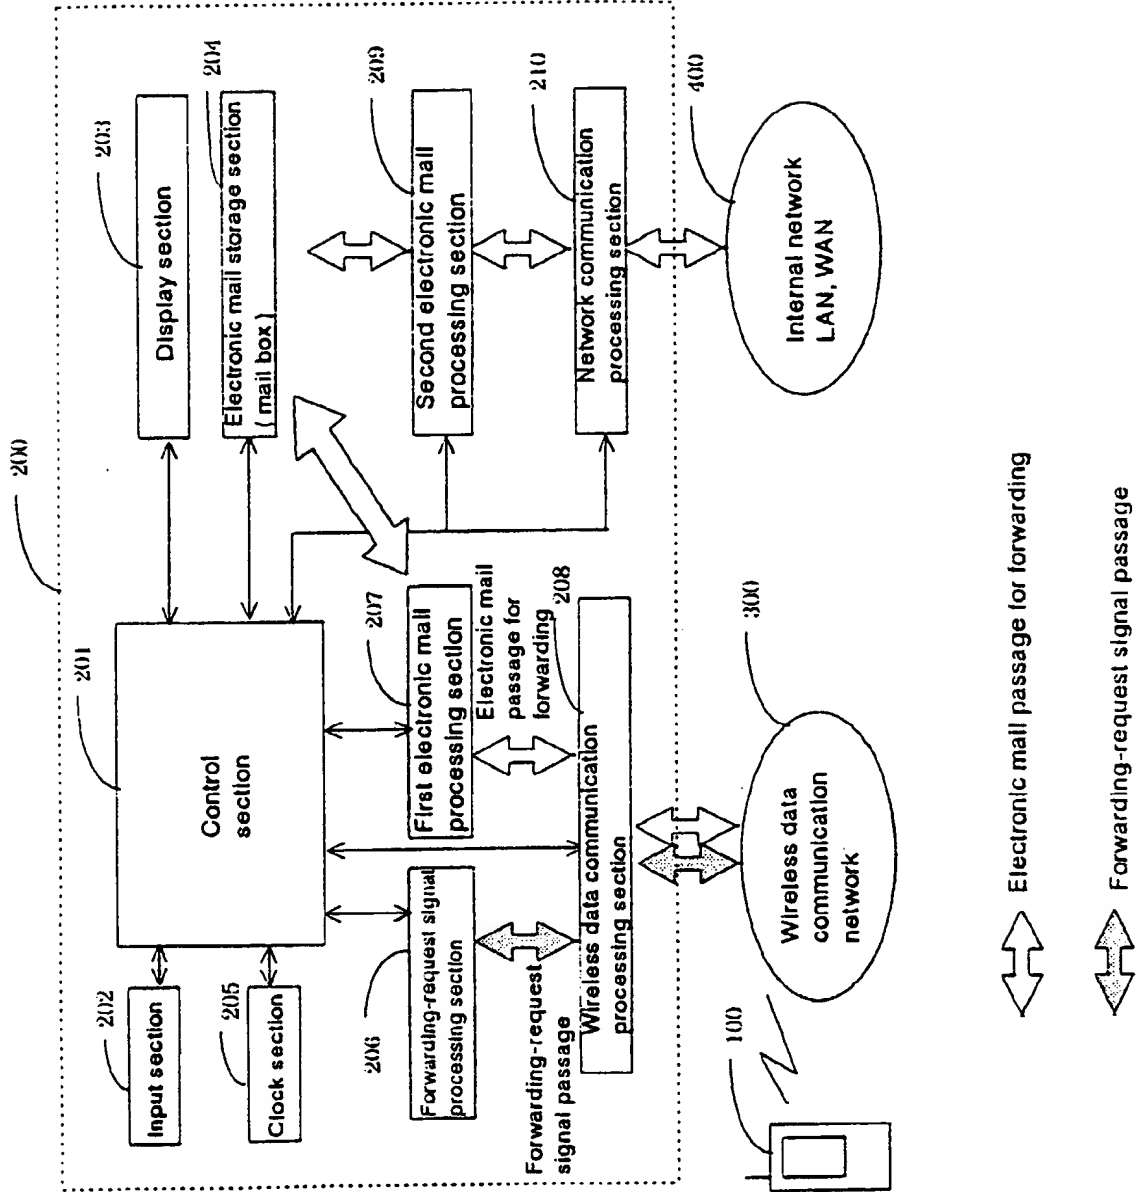 200
201
Control
section
202
Input section
205
Clock section
203
Display section
204
Electronic mail storage section
( mail box )
206
Forwarding-request signal
processing section
207
First electronic mail
processing section
209
Second electronic mail
processing section
Forwarding-request
signal passage
Electronic mail
passage for
forwarding
208
Wireless data communication
processing section
210
Network communication
processing section
100
300
Wireless data
communication
network
400
Internal network
LAN, WAN
Electronic mail passage for forwarding
Forwarding-request signal passage